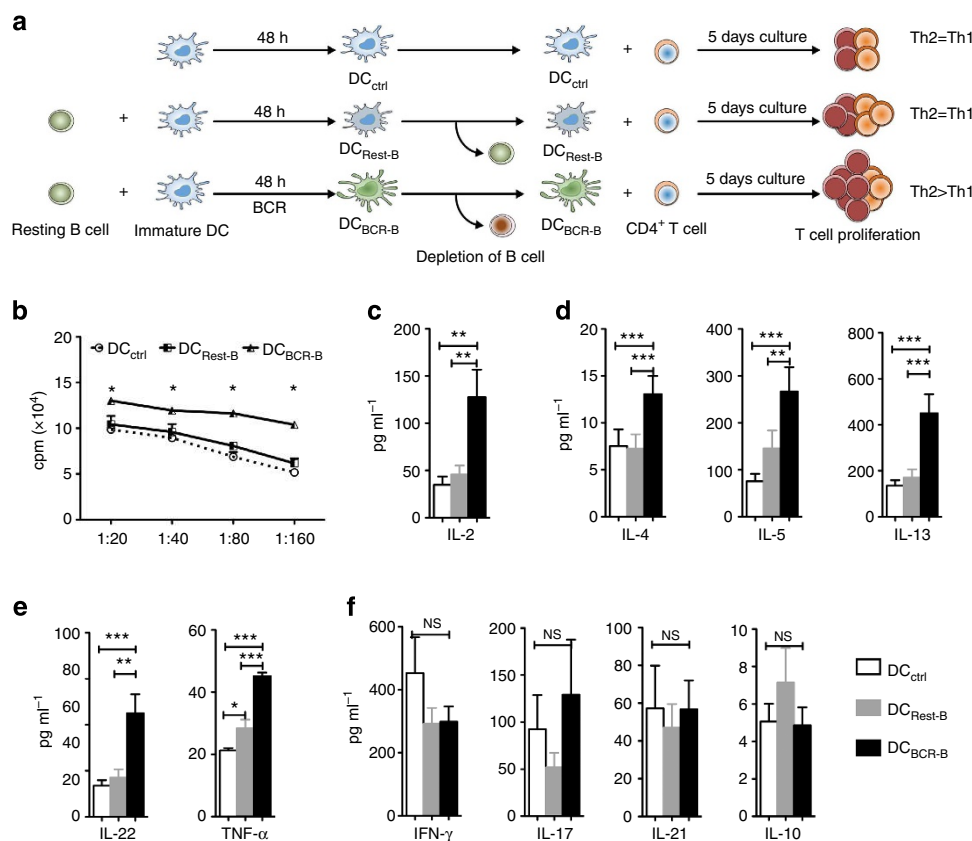 a
48 h
DCctrl
DCctrl
+
5 days culture
Th2=Th1
+
48 h
DCRest-B
DCRest-B
+
5 days culture
Th2=Th1
+
48 h
BCR
DCBCR-B
DCBCR-B
+
5 days culture
Th2>Th1
Resting B cell
Immature DC
Depletion of B cell
CD4+ T cell
T cell proliferation
b
DCctrl DCRest-B DCBCR-B
cpm (×10⁴)
20
15
10
5
0
* * * *
1:20 1:40 1:80 1:160
c
pg ml⁻¹
200
150
100
50
0
**
**
IL-2
d
pg ml⁻¹
20
15
10
5
0
***
***
IL-4
400
300
200
100
0
***
**
IL-5
800
600
400
200
0
***
***
IL-13
e
pg ml⁻¹
100
80
60
40
20
0
***
**
IL-22
60
40
20
0
***
***
*
TNF-α
f
pg ml⁻¹
600
400
200
0
NS
IFN-γ
200
150
100
50
0
NS
IL-17
100
80
60
40
20
0
NS
IL-21
10
8
6
4
2
0
NS
IL-10
DCctrl
DCRest-B
DCBCR-B